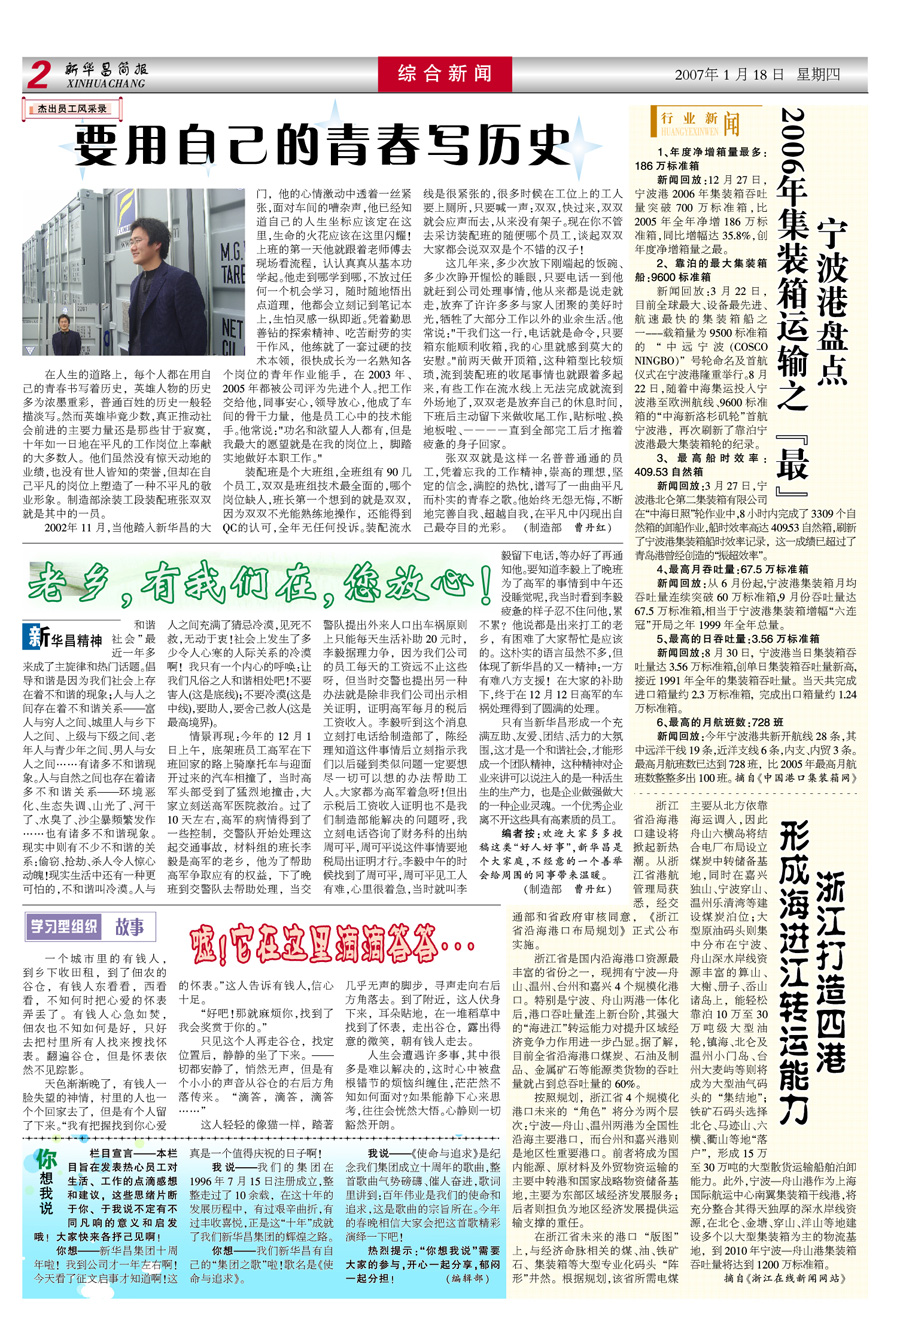 2
新华昌简报
XINHUACHANG
综合新闻
2007年 1 月 18 日 星期四
杰出员工风采录
要用自己的青春写历史
在人生的道路上，每个人都在用自
己的青春书写着历史，英雄人物的历史
多为浓墨重彩，普通百姓的历史一般轻
描淡写。然而英雄毕竟少数，真正推动社
会前进的主要力量还是那些甘于寂寞，
十年如一日地在平凡的工作岗位上奉献
的大多数人。他们虽然没有惊天动地的
业绩，也没有世人皆知的荣誉，但却在自
己平凡的岗位上塑造了一种不平凡的敬
业形象。制造部涂装工段装配班张双双
就是其中的一员。
2002年 11 月，当他踏入新华昌的大
门，他的心情激动中透着一丝紧
张，面对车间的嘈杂声，他已经知
道自己的人生坐标应该定在这
里，生命的火花应该在这里闪耀！
上班的第一天他就跟着老师傅去
现场看流程，认认真真从基本功
学起。他走到哪学到哪，不放过任
何一个机会学习，随时随地悟出
点道理，他都会立刻记到笔记本
上，生怕灵感一纵即逝。凭着勤思
善钻的探索精神、吃苦耐劳的实
干作风，他练就了一套过硬的技
术本领，很快成长为一名熟知各
个岗位的青年作业能手，在 2003 年、
2005 年都被公司评为先进个人。把工作
交给他，同事安心，领导放心，他成了车
间的骨干力量，他是员工心中的技术能
手。他常说："功名和欲望人人都有，但是
我最大的愿望就是在我的岗位上，脚踏
实地做好本职工作。"
装配班是个大班组，全班组有 90 几
个员工，双双是班组技术最全面的，哪个
岗位缺人，班长第一个想到的就是双双，
因为双双不光能熟练地操作，还能得到
QC的认可，全年无任何投诉。装配流水
线是很紧张的，很多时候在工位上的工人
要上厕所，只要喊一声：双双，快过来，双双
就会应声而去，从来没有架子。现在你不管
去采访装配班的随便哪个员工，谈起双双
大家都会说双双是个不错的汉子！
这几年来，多少次放下刚端起的饭碗、
多少次睁开惺忪的睡眼，只要电话一到他
就赶到公司处理事情，他从来都是说走就
走，放弃了许许多多与家人团聚的美好时
光，牺牲了大部分工作以外的业余生活。他
常说："干我们这一行，电话就是命令，只要
箱东能顺利收箱，我的心里就感到莫大的
安慰。"前两天做开顶箱，这种箱型比较烦
琐，流到装配班的收尾事情也就跟着多起
来，有些工作在流水线上无法完成就流到
外场地了，双双老是放弃自己的休息时间，
下班后主动留下来做收尾工作，贴标啦、换
地板啦、————直到全部完工后才拖着
疲惫的身子回家。
张双双就是这样一名普普通通的员
工，凭着忘我的工作精神，崇高的理想，坚
定的信念，满腔的热忱，谱写了一曲曲平凡
而朴实的青春之歌。他始终无怨无悔，不断
地完善自我、超越自我，在平凡中闪现出自
己最夺目的光彩。 (制造部 曹丹红)
老乡,有我们在,您放心!
新华昌精神
和谐
社会”最
近一年多
来成了主旋律和热门话题。倡
导和谐是因为我们社会上存
在着不和谐的现象：人与人之
间存在着不和谐关系——富
人与穷人之间、城里人与乡下
人之间、上级与下级之间、老
年人与青少年之间、男人与女
人之间……有诸多不和谐现
象。人与自然之间也存在着诸
多不和谐关系——环境恶
化、生态失调、山光了、河干
了、水臭了、沙尘暴频繁发作
……也有诸多不和谐现象。
现实中则有不少不和谐的关
系：偷窃、抢劫、杀人令人惊心
动魄！现实生活中还有一种更
可怕的，不和谐叫冷漠。人与
人之间充满了猜忌冷漠，见死不
救，无动于衷！社会上发生了多
少令人心寒的人际关系的冷漠
啊！ 我只有一个内心的呼唤：让
我们凡俗之人和谐相处吧！不要
害人(这是底线)；不要冷漠(这是
中线)，要助人，要舍己救人(这是
最高境界)。
情景再现：今年的 12 月 1
日上午，底架班员工高军在下
班回家的路上骑摩托车与迎面
开过来的汽车相撞了，当时高
军头部受到了猛烈地撞击，大
家立刻送高军医院救治。过了
10 天左右，高军的病情得到了
一些控制，交警队开始处理这
起交通事故，材料组的班长李
毅是高军的老乡，他为了帮助
高军争取应有的权益，下了晚
班到交警队去帮助处理，当交
警队提出外来人口出车祸原则
上只能每天生活补助 20 元时，
李毅据理力争，因为我们公司
的员工每天的工资远不止这些
呀，但当时交警也提出另一种
办法就是除非我们公司出示相
关证明，证明高军每月的税后
工资收入。李毅听到这个消息
立刻打电话给制造部了，陈经
理知道这件事情后立刻指示我
们以后碰到类似问题一定要想
尽一切可以想的办法帮助工
人。大家都为高军着急呀！但出
示税后工资收入证明也不是我
们制造部能解决的问题呀，我
立刻电话咨询了财务科的出纳
周可平，周可平说这件事情要地
税局出证明才行。李毅中午的时
候找到了周可平，周可平见工人
有难，心里很着急，当时就叫李
毅留下电话，等办好了再通
知他。要知道李毅上了晚班
为了高军的事情到中午还
没睡觉呢，我当时看到李毅
疲惫的样子忍不住问他，累
不累？他说都是出来打工的老
乡，有困难了大家帮忙是应该
的。这朴实的语言虽然不多，但
体现了新华昌的又一精神：一方
有难八方支援！在大家的补助
下，终于在 12 月 12 日高军的车
祸处理得到了圆满的处理。
只有当新华昌形成一个充
满互助、友爱、团结、活力的大氛
围，这才是一个和谐社会，才能形
成一个团队精神，这种精神对企
业来讲可以说注入的是一种活生
生的生产力，也是企业做强做大
的一种企业灵魂。一个优秀企业
离不开这些具有高素质的员工。
编者按：欢迎大家多多投
稿这类“好人好事”，新华昌是
个大家庭，不经意的一个善举
会给周围的同事带来温暖。
(制造部 曹丹红)
学习型组织 故事
嘘!它在这里滴滴答答···
一个城市里的有钱人，
到乡下收田租，到了佃农的
谷仓，有钱人东看看，西看
看，不知何时把心爱的怀表
弄丢了。有钱人心急如焚，
佃农也不知如何是好，只好
去把村里所有人找来搜找怀
表。翻遍谷仓，但是怀表依
然不见踪影。
天色渐渐晚了，有钱人一
脸失望的神情，村里的人也一
个个回家去了，但是有个人留
了下来。“我有把握找到你心爱
的怀表。”这人告诉有钱人，信心
十足。
“好吧！那就麻烦你，找到了
我会奖赏于你的。”
只见这个人再走谷仓，找定
位置后，静静的坐了下来。——
切都安静了，悄然无声，但是有
个小小的声音从谷仓的右后方角
落传来。 “滴答，滴答，滴答
……”
这人轻轻的像猫一样，踏著
几乎无声的脚步，寻声走向右后
方角落去。到了附近，这人伏身
下来，耳朵贴地，在一堆稻草中
找到了怀表，走出谷仓，露出得
意的微笑，朝有钱人走去。
人生会遭遇许多事，其中很
多是难以解决的，这时心中被盘
根错节的烦恼纠缠住，茫茫然不
知如何面对？如果能静下心来思
考，往往会恍然大悟。心静则一切
豁然开朗。
你
想
我
说
栏目宣言——本栏
目旨在发表热心员工对
生活、工作的点滴感想
和建议，这些思绪片断
于你、于我说不定有不
同凡响的意义和启发
哦！大家快来各抒己见啊！
你想——新华昌集团十周
年啦！我到公司才一年左右啊！
今天看了征文启事才知道啊！这
真是一个值得庆祝的日子啊！
我说——我们的集团在
1996 年 7 月 15 日注册成立，整
整走过了 10 余载，在这十年的
发展历程中，有过艰辛曲折，有
过丰收喜悦，正是这“十年”成就
了我们新华昌集团的辉煌之路。
你想——我们新华昌有自
己的“集团之歌”啦！歌名是《使
命与追求》。
我说——《使命与追求》是纪
念我们集团成立十周年的歌曲，整
首歌曲气势磅礴、催人奋进，歌词
里讲到：百年伟业是我们的使命和
追求，这是歌曲的宗旨所在。今年
的春晚相信大家会把这首歌精彩
演绎一下吧！
热烈提示：“你想我说”需要
大家的参与，开心一起分享，郁闷
一起分担！ (编辑部)
行业新闻
HUANGYEXINWEN
宁波港盘点
2006年集装箱运输之『最』
1、年度净增箱量最多：
186 万标准箱
新闻回放：12 月 27 日，
宁波港 2006 年集装箱吞吐
量突破 700 万标准箱，比
2005 年全年净增 186 万标
准箱，同比增幅达 35.8%，创
年度净增箱量之最。
2、靠泊的最大集装箱
船：9600 标准箱
新闻回放：3 月 22 日，
目前全球最大、设备最先进、
航速最快的集装箱船之
一——载箱量为 9500 标准箱
的“中远宁波(COSCO
NINGBO)”号轮命名及首航
仪式在宁波港隆重举行。8 月
22 日，随着中海集运投入宁
波港至欧洲航线、9600 标准
箱的“中海新洛杉矶轮”首航
宁波港，再次刷新了靠泊宁
波港最大集装箱轮的纪录。
3、最高船时效率：
409.53 自然箱
新闻回放：3 月 27 日，宁
波港北仑第二集装箱有限公司
在“中海日照”轮作业中，8 小时内完成了 3309 个自
然箱的卸船作业，船时效率高达 409.53 自然箱，刷新
了宁波港集装箱船时效率记录，这一成绩已超过了
青岛港曾经创造的“振超效率”。
4、最高月吞吐量：67.5 万标准箱
新闻回放：从 6 月份起，宁波港集装箱月均
吞吐量连续突破 60 万标准箱，9 月份吞吐量达
67.5 万标准箱，相当于宁波港集装箱增幅“六连
冠”开局之年 1999 年全年总量。
5、最高的日吞吐量：3.56 万标准箱
新闻回放：8 月 30 日，宁波港当日集装箱吞
吐量达 3.56 万标准箱，创单日集装箱吞吐量新高，
接近 1991 年全年的集装箱吞吐量。当天共完成
进口箱量约 2.3 万标准箱，完成出口箱量约 1.24
万标准箱。
6、最高的月航班数：728 班
新闻回放：今年宁波港共新开航线 28 条，其
中远洋干线 19 条，近洋支线 6 条，内支、内贸 3 条。
最高月航班数已达到 728 班，比 2005 年最高月航
班数整整多出 100 班。摘自《中国港口集装箱网》
浙江打造四港
形成海进江转运能力
浙江
省沿海港
口建设将
掀起新热
潮。从浙
江省港航
管理局获
悉，经交
通部和省政府审核同意，《浙江
省沿海港口布局规划》正式公布
实施。
浙江省是国内沿海港口资源最
丰富的省份之一，现拥有宁波—舟
山、温州、台州和嘉兴 4 个规模化港
口。特别是宁波、舟山两港一体化
后，港口吞吐量连上新台阶，其强大
的“海进江”转运能力对提升区域经
济竞争力作用进一步凸显。据了解，
目前全省沿海港口煤炭、石油及制
品、金属矿石等能源类货物的吞吐
量就占到总吞吐量的 60%。
按照规划，浙江省 4 个规模化
港口未来的“角色”将分为两个层
次：宁波—舟山、温州两港为全国性
沿海主要港口，而台州和嘉兴港则
是地区性重要港口。前者将成为国
内能源、原材料及外贸物资运输的
主要中转港和国家战略物资储备基
地，主要为东部区域经济发展服务；
后者则担负为地区经济发展提供运
输支撑的重任。
在浙江省未来的港口“版图”
上，与经济命脉相关的煤、油、铁矿
石、集装箱等大型专业化码头“阵
形”井然。根据规划，该省所需电煤
主要从北方依靠
海运调入，因此
舟山六横岛将结
合电厂布局设立
煤炭中转储备基
地，同时在嘉兴
独山、宁波穿山、
温州乐清湾等建
设煤炭泊位；大
型原油码头则集
中分布在宁波、
舟山深水岸线资
源丰富的算山、
大榭、册子、岙山
诸岛上，能轻松
靠泊 10 万至 30
万吨级大型油
轮，镇海、北仑及
温州小门岛、台
州大麦屿等则将
成为大型油气码
头的“集结地”；
铁矿石码头选择
北仑、马迹山、六
横、衢山等地“落
户”，形成 15 万
至 30 万吨的大型散货运输船舶泊卸
能力。此外，宁波—舟山港作为上海
国际航运中心南翼集装箱干线港，将
充分整合其得天独厚的深水岸线资
源，在北仑、金塘、穿山、洋山等地建
设多个以大型集装箱为主的物流基
地，到 2010 年宁波—舟山港集装箱
吞吐量将达到 1200 万标准箱。
摘自《浙江在线新闻网站》